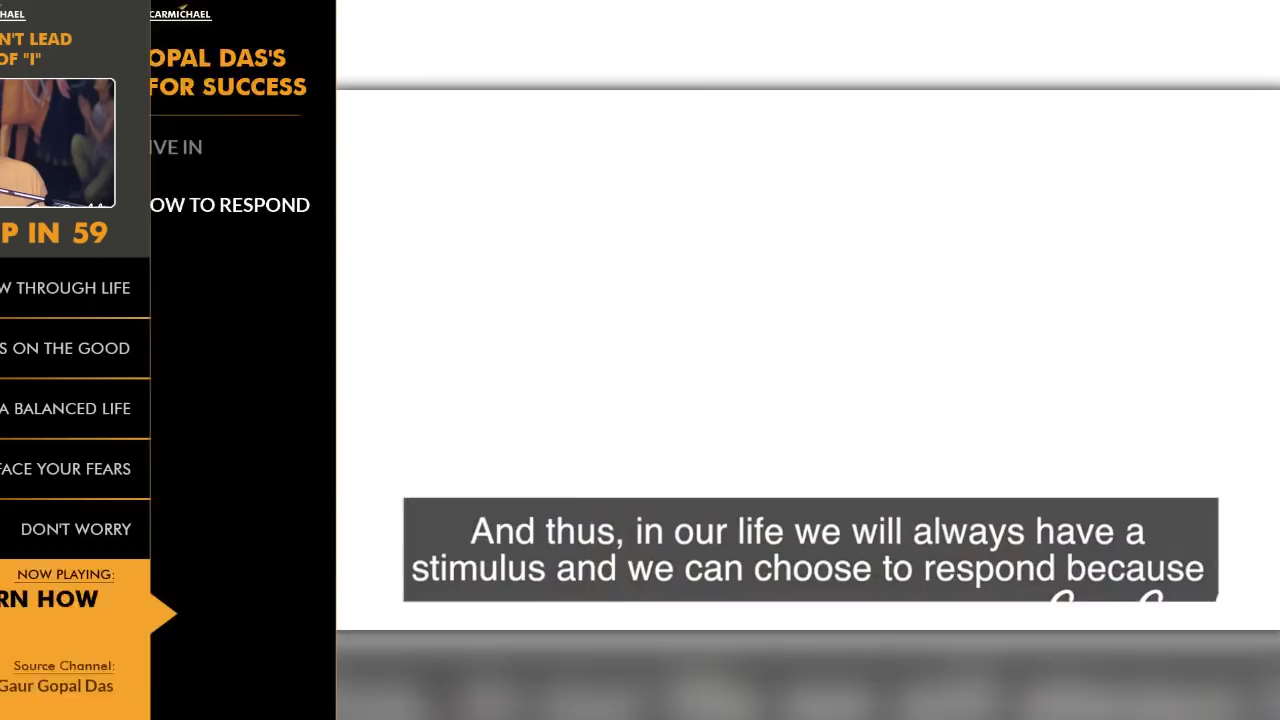 HAEL
N'T LEAD
OF "I"
P IN 59
W THROUGH LIFE
S ON THE GOOD
A BALANCED LIFE
FACE YOUR FEARS
DON'T WORRY
NOW PLAYING:
RN HOW
Source Channel:
Gaur Gopal Das
CARMICHAEL
OPAL DAS'S
FOR SUCCESS
IVE IN
OW TO RESPOND
And thus, in our life we will always have a
stimulus and we can choose to respond because